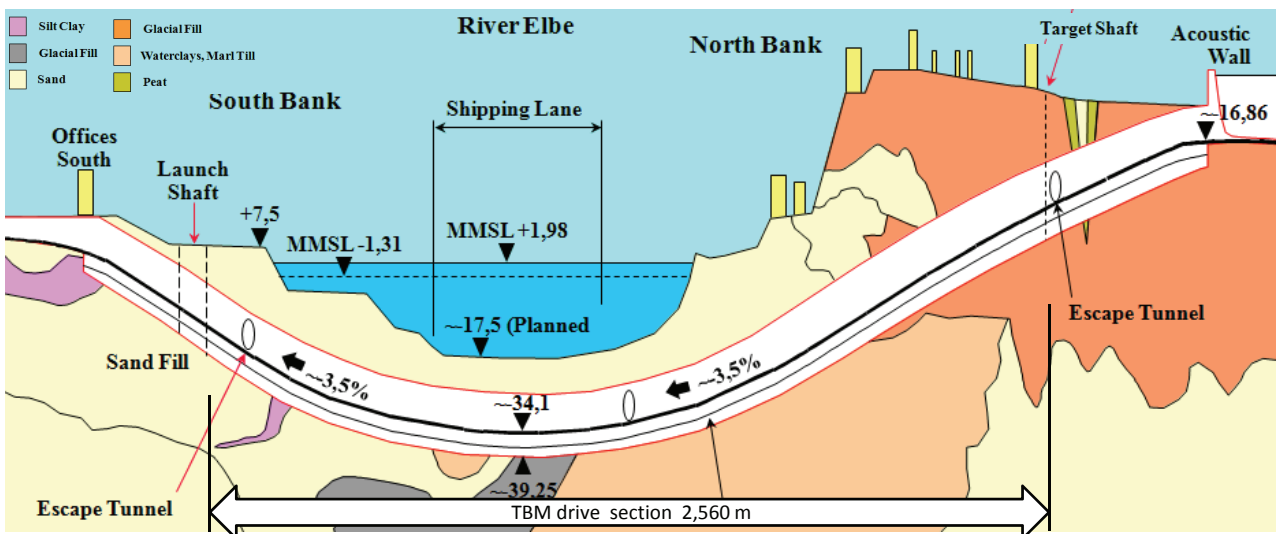 Silt Clay
Glacial Fill
Glacial Fill
Waterclays, Marl Till
Sand
Peat
River Elbe
Target Shaft
North Bank
Acoustic
Wall
South Bank
Shipping Lane
~-16,86
Offices
South
Launch
Shaft
+7,5
MMSL -1,31
MMSL +1,98
~-17,5 (Planned
Escape Tunnel
Sand Fill
~-3,5%
~-3,5%
~-34,1
~-39,25
Escape Tunnel
TBM drive section 2,560 m